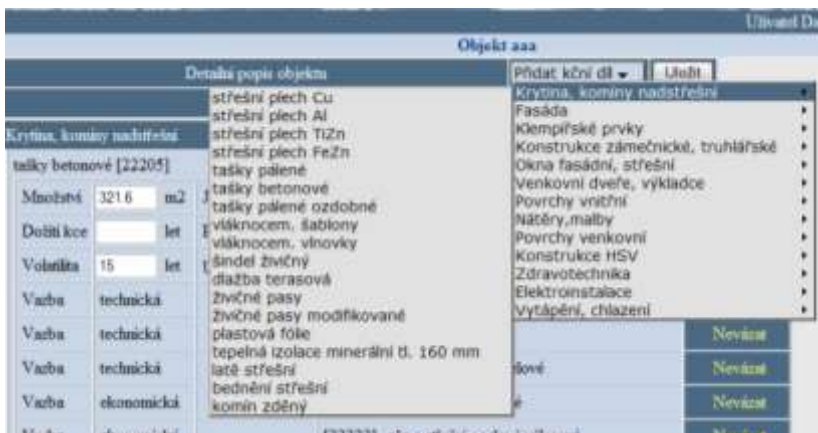 Uživatel Da
Objekt aaa
Detailní popis objektu
Přidat kční díl
Uložit
Krytina, komíny nadstřešní
Fasáda
Klempířské prvky
Konstrukce zámečnické, truhlářské
Okna fasádní, střešní
Venkovní dveře, výkladce
Povrchy vnitřní
Nátěry,malby
Povrchy venkovní
Konstrukce HSV
Zdravotechnika
Elektroinstalace
Vytápění, chlazení
střešní plech Cu
střešní plech Al
střešní plech TiZn
střešní plech FeZn
tašky pálené
tašky betonové
tašky pálené ozdobné
vláknocem. šablony
vláknocem. vlnovky
šindel živičný
dlažba terasová
živičné pasy
živičné pasy modifikované
plastová fólie
tepelná izolace minerální tl. 160 mm
latě střešní
bednění střešní
komín zděný
Krytina, komíny nadstřešní
tašky betonové [22205]
Množství 321.6 m2
Dožití kce let
Volatilita 15 let
Vazba technická
Vazba technická Nevázat
Vazba technická Nevázat
Vazba ekonomická Nevázat